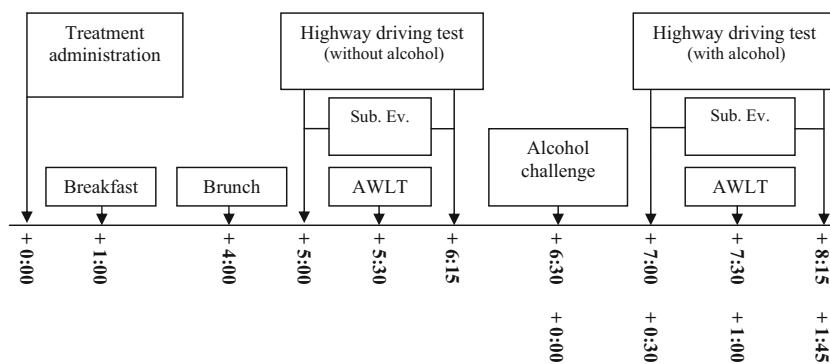 Treatment
administration
Highway driving test
(without alcohol)
Highway driving test
(with alcohol)
Sub. Ev.
Sub. Ev.
Alcohol
challenge
Breakfast
Brunch
AWLT
AWLT
+ 0:00
+ 1:00
+ 4:00
+ 5:00
+ 5:30
+ 6:15
+ 6:30
+ 7:00
+ 7:30
+ 8:15
+ 0:00
+ 0:30
+ 1:00
+ 1:45